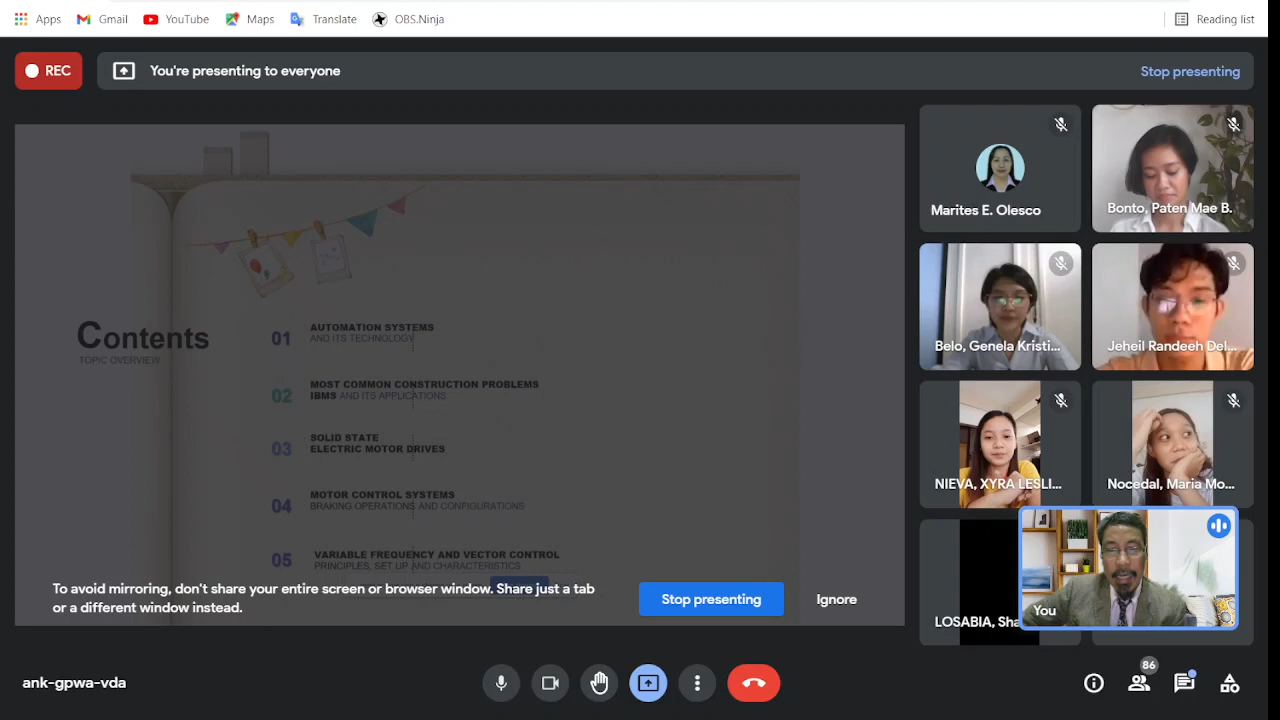 Apps
Gmail
YouTube
Maps
Translate
OBS.Ninja
Reading list
REC
You're presenting to everyone
Stop presenting
Contents
TOPIC OVERVIEW
01
AUTOMATION SYSTEMS
AND ITS TECHNOLOGY
02
MOST COMMON CONSTRUCTION PROBLEMS
IBMS AND ITS APPLICATIONS
03
SOLID STATE
ELECTRIC MOTOR DRIVES
04
MOTOR CONTROL SYSTEMS
BRAKING OPERATIONS AND CONFIGURATIONS
05
VARIABLE FREQUENCY AND VECTOR CONTROL
PRINCIPLES, SET UP AND CHARACTERISTICS
To avoid mirroring, don't share your entire screen or browser window. Share just a tab
or a different window instead.
Stop presenting
Ignore
Marites E. Olesco
Bonto, Paten Mae B.
Belo, Genela Kristi...
Jeheil Randeeh Del...
NIEVA, XYRA LESLI...
Nocedal, Maria Mo...
LOSABIA, Sha
You
ank-gpwa-vda
86